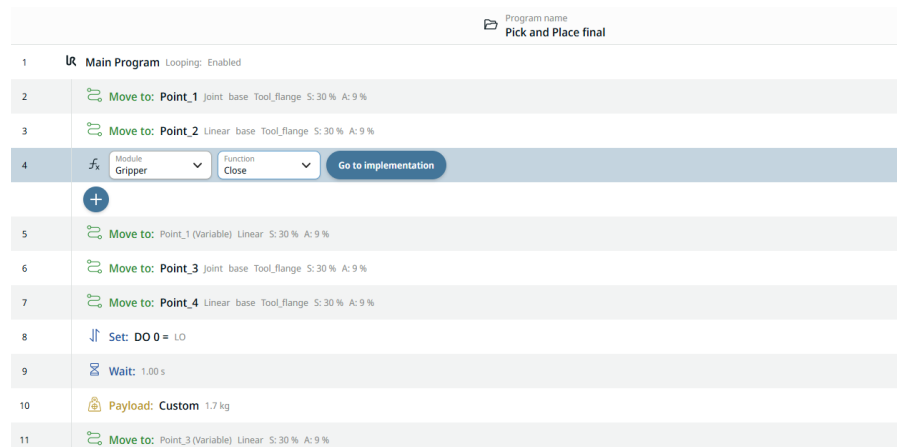 Program name
Pick and Place final
1 Main Program Looping: Enabled
2 Move to: Point_1 Joint base Tool_flange S: 30 % A: 9 %
3 Move to: Point_2 Linear base Tool_flange S: 30 % A: 9 %
4 fx Module Gripper Function Close Go to implementation
5 Move to: Point_1 (Variable) Linear S: 30 % A: 9 %
6 Move to: Point_3 Joint base Tool_flange S: 30 % A: 9 %
7 Move to: Point_4 Linear base Tool_flange S: 30 % A: 9 %
8 Set: DO 0 = LO
9 Wait: 1.00 s
10 Payload: Custom 1.7 kg
11 Move to: Point_3 (Variable) Linear S: 30 % A: 9 %